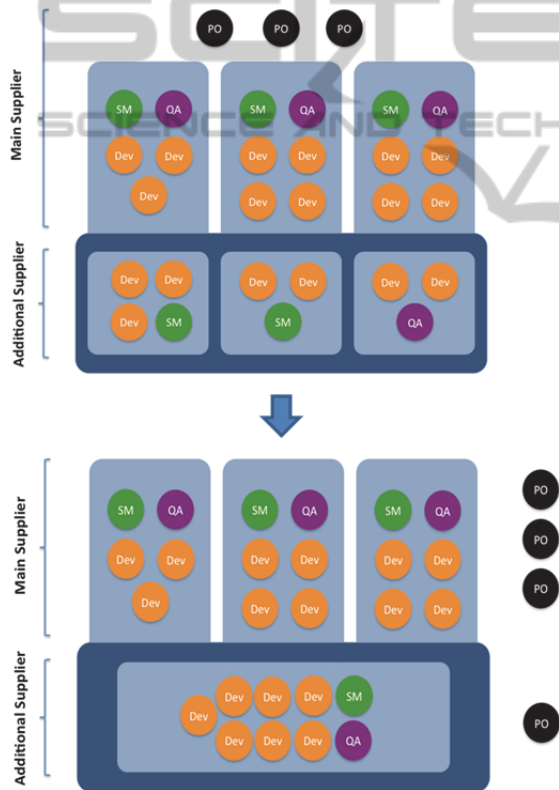 SCITE
SCIENCE AND TECH
PO PO PO
Main Supplier
SM QA SM QA SM QA
Dev Dev Dev Dev Dev Dev
Dev Dev Dev Dev Dev
Additional Supplier
Dev Dev Dev Dev Dev Dev
Dev SM SM QA
Main Supplier
SM QA SM QA SM QA
PO
Dev Dev Dev Dev Dev Dev
PO
Dev Dev Dev Dev Dev
PO
Additional Supplier
Dev Dev Dev SM
Dev
Dev Dev Dev QA
PO